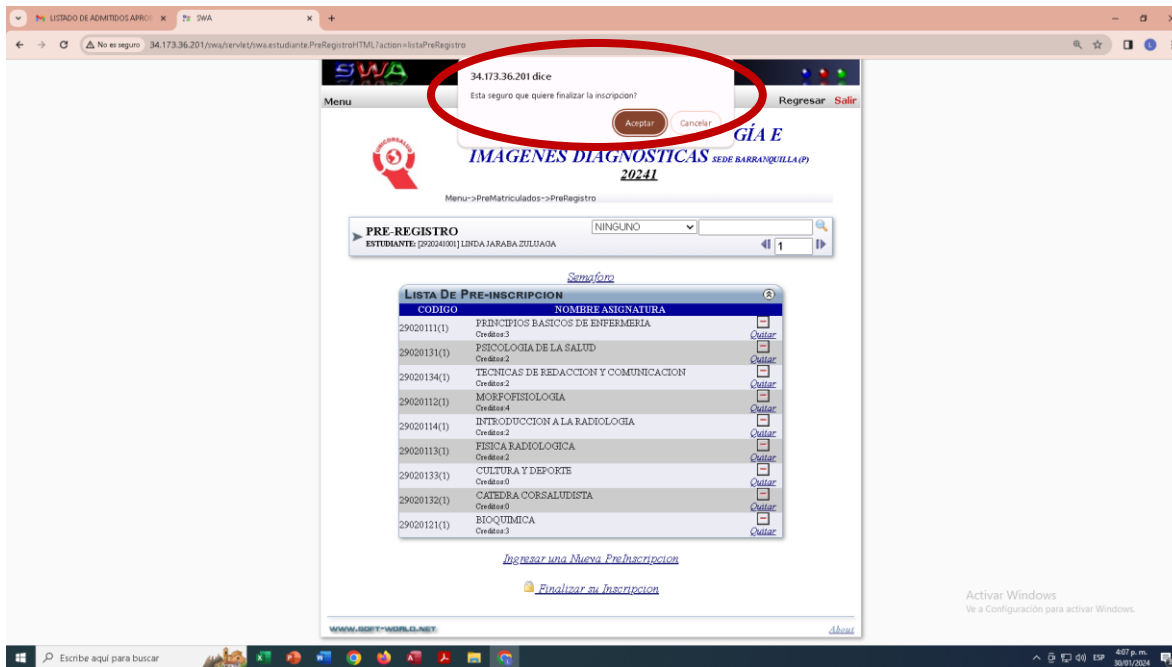 LISTADO DE ADMITIDOS APROB
SWA
No es seguro 34.173.36.201/swa/servlet/swa.estudiante.PreRegistroHTML?action=listaPreRegistro
SWA
34.173.36.201 dice
Esta seguro que quiere finalizar la inscripcion?
Aceptar Cancelar
Menu Regresar Salir
UNICORSALUD
GÍA E
IMÁGENES DIAGNOSTICAS SEDE BARRANQUILLA(P)
20241
Menu->PreMatriculados->PreRegistro
PRE-REGISTRO NINGUNO
ESTUDIANTE: [2920241001] LINDA JARABA ZULUAGA 1
Semaforo
LISTA DE PRE-INSCRIPCION
CODIGO NOMBRE ASIGNATURA
29020111(1) PRINCIPIOS BASICOS DE ENFERMERIA
Creditos:3 Quitar
29020131(1) PSICOLOGIA DE LA SALUD
Creditos:2 Quitar
29020134(1) TECNICAS DE REDACCION Y COMUNICACION
Creditos:2 Quitar
29020112(1) MORFOFISIOLOGIA
Creditos:4 Quitar
29020114(1) INTRODUCCION A LA RADIOLOGIA
Creditos:2 Quitar
29020113(1) FISICA RADIOLOGICA
Creditos:2 Quitar
29020133(1) CULTURA Y DEPORTE
Creditos:0 Quitar
29020132(1) CATEDRA CORSALUDISTA
Creditos:0 Quitar
29020121(1) BIOQUIMICA
Creditos:3 Quitar
Ingresar una Nueva PreInscripcion
Finalizar su Inscripcion
Activar Windows
Ve a Configuración para activar Windows.
WWW.SOFT-WORLD.NET About
Escribe aquí para buscar
ESP 4:07 p. m.
30/01/2024